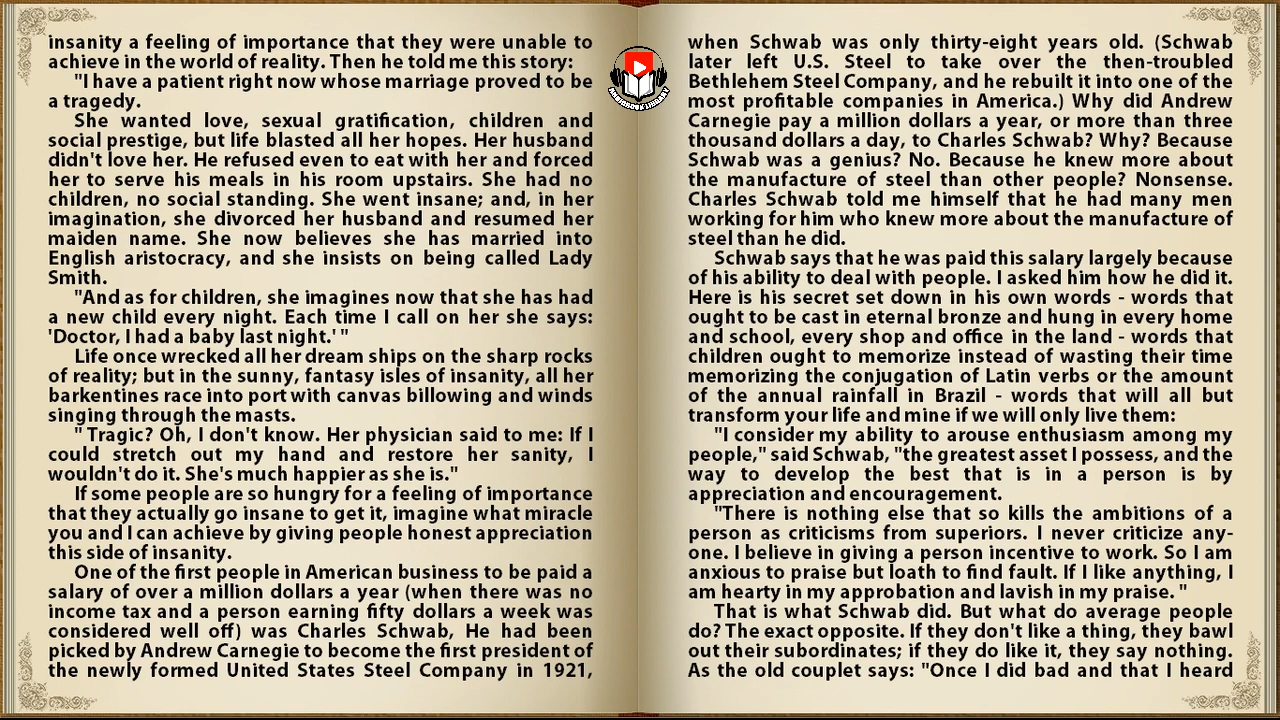 insanity a feeling of importance that they were unable to
achieve in the world of reality. Then he told me this story:
"I have a patient right now whose marriage proved to be
a tragedy.
She wanted love, sexual gratification, children and
social prestige, but life blasted all her hopes. Her husband
didn't love her. He refused even to eat with her and forced
her to serve his meals in his room upstairs. She had no
children, no social standing. She went insane; and, in her
imagination, she divorced her husband and resumed her
maiden name. She now believes she has married into
English aristocracy, and she insists on being called Lady
Smith.
"And as for children, she imagines now that she has had
a new child every night. Each time I call on her she says:
'Doctor, I had a baby last night.' "
Life once wrecked all her dream ships on the sharp rocks
of reality; but in the sunny, fantasy isles of insanity, all her
barkentines race into port with canvas billowing and winds
singing through the masts.
" Tragic? Oh, I don't know. Her physician said to me: If I
could stretch out my hand and restore her sanity, I
wouldn't do it. She's much happier as she is."
If some people are so hungry for a feeling of importance
that they actually go insane to get it, imagine what miracle
you and I can achieve by giving people honest appreciation
this side of insanity.
One of the first people in American business to be paid a
salary of over a million dollars a year (when there was no
income tax and a person earning fifty dollars a week was
considered well off) was Charles Schwab, He had been
picked by Andrew Carnegie to become the first president of
the newly formed United States Steel Company in 1921,
when Schwab was only thirty-eight years old. (Schwab
later left U.S. Steel to take over the then-troubled
Bethlehem Steel Company, and he rebuilt it into one of the
most profitable companies in America.) Why did Andrew
Carnegie pay a million dollars a year, or more than three
thousand dollars a day, to Charles Schwab? Why? Because
Schwab was a genius? No. Because he knew more about
the manufacture of steel than other people? Nonsense.
Charles Schwab told me himself that he had many men
working for him who knew more about the manufacture of
steel than he did.
Schwab says that he was paid this salary largely because
of his ability to deal with people. I asked him how he did it.
Here is his secret set down in his own words - words that
ought to be cast in eternal bronze and hung in every home
and school, every shop and office in the land - words that
children ought to memorize instead of wasting their time
memorizing the conjugation of Latin verbs or the amount
of the annual rainfall in Brazil - words that will all but
transform your life and mine if we will only live them:
"I consider my ability to arouse enthusiasm among my
people," said Schwab, "the greatest asset I possess, and the
way to develop the best that is in a person is by
appreciation and encouragement.
"There is nothing else that so kills the ambitions of a
person as criticisms from superiors. I never criticize any-
one. I believe in giving a person incentive to work. So I am
anxious to praise but loath to find fault. If I like anything, I
am hearty in my approbation and lavish in my praise. "
That is what Schwab did. But what do average people
do? The exact opposite. If they don't like a thing, they bawl
out their subordinates; if they do like it, they say nothing.
As the old couplet says: "Once I did bad and that I heard